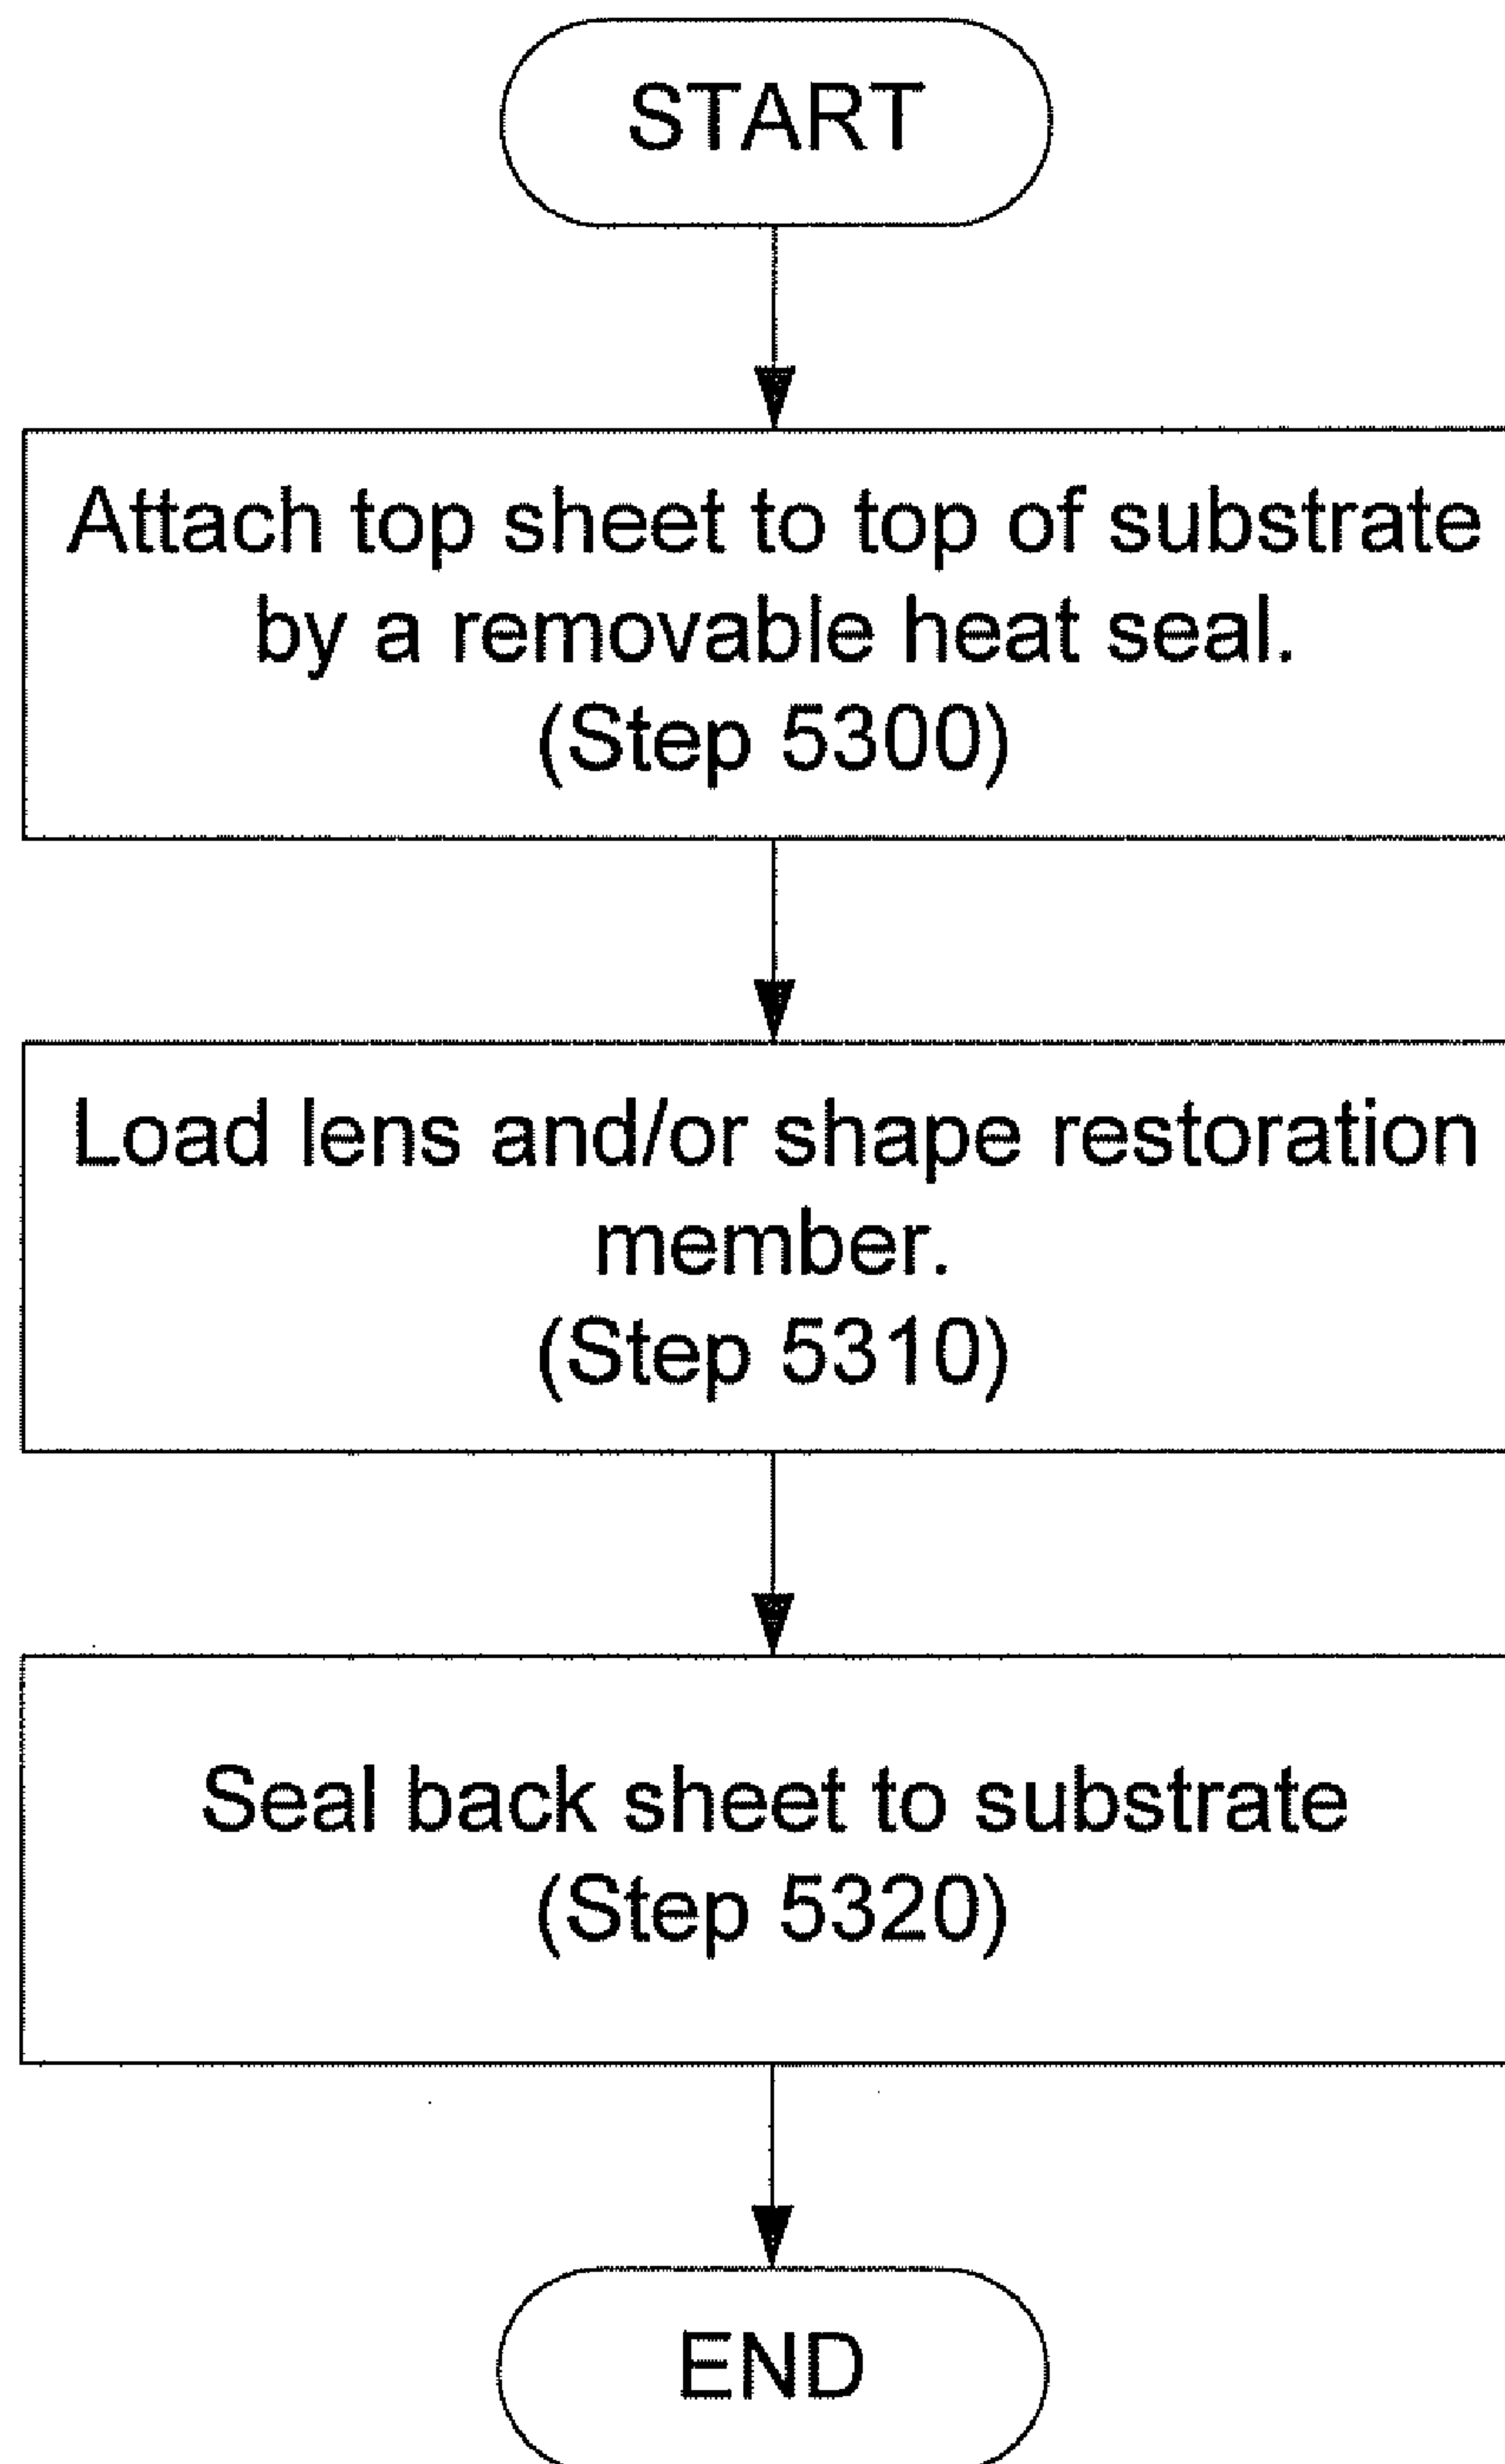 START
Attach top sheet to top of substrate
by a removable heat seal.
(Step 5300)
Load lens and/or shape restoration
member.
(Step 5310)
Seal back sheet to substrate
(Step 5320)
END